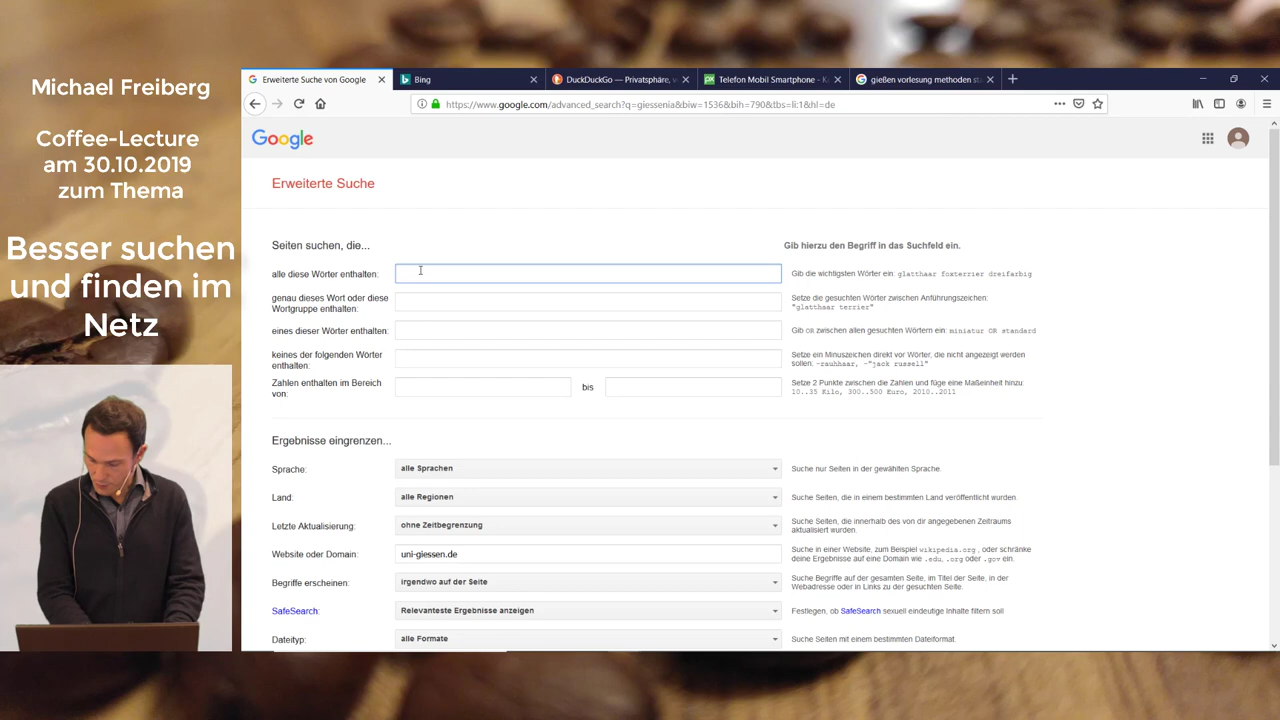 Michael Freiberg
Coffee-Lecture
am 30.10.2019
zum Thema
Besser suchen
und finden im
Netz
Erweiterte Suche von Google
Bing
DuckDuckGo — Privatsphäre, v
Telefon Mobil Smartphone - K
gießen vorlesung methoden st
https://www.google.com/advanced_search?q=giessenia&biw=1536&bih=790&tbs=li:1&hl=de
Google
Erweiterte Suche
Seiten suchen, die...
Gib hierzu den Begriff in das Suchfeld ein.
alle diese Wörter enthalten:
Gib die wichtigsten Wörter ein: glatthaar foxterrier dreifarbig
genau dieses Wort oder diese
Wortgruppe enthalten:
Setze die gesuchten Wörter zwischen Anführungszeichen:
"glatthaar terrier"
eines dieser Wörter enthalten:
Gib OR zwischen allen gesuchten Wörtern ein: miniatur OR standard
keines der folgenden Wörter
enthalten:
Setze ein Minuszeichen direkt vor Wörter, die nicht angezeigt werden
sollen: -rauhhaar, -"jack russell"
Zahlen enthalten im Bereich
von:
bis
Setze 2 Punkte zwischen die Zahlen und füge eine Maßeinheit hinzu:
10..35 Kilo, 300..500 Euro, 2010..2011
Ergebnisse eingrenzen...
Sprache:
alle Sprachen
Suche nur Seiten in der gewählten Sprache.
Land:
alle Regionen
Suche Seiten, die in einem bestimmten Land veröffentlicht wurden.
Letzte Aktualisierung:
ohne Zeitbegrenzung
Suche Seiten, die innerhalb des von dir angegebenen Zeitraums
aktualisiert wurden.
Website oder Domain:
uni-giessen.de
Suche in einer Website, zum Beispiel wikipedia.org , oder schränke
deine Ergebnisse auf eine Domain wie .edu, .org oder .gov ein.
Begriffe erscheinen:
irgendwo auf der Seite
Suche Begriffe auf der gesamten Seite, im Titel der Seite, in der
Webadresse oder in Links zu der gesuchten Seite.
SafeSearch:
Relevanteste Ergebnisse anzeigen
Festlegen, ob SafeSearch sexuell eindeutige Inhalte filtern soll
Dateityp:
alle Formate
Suche Seiten mit einem bestimmten Dateiformat.